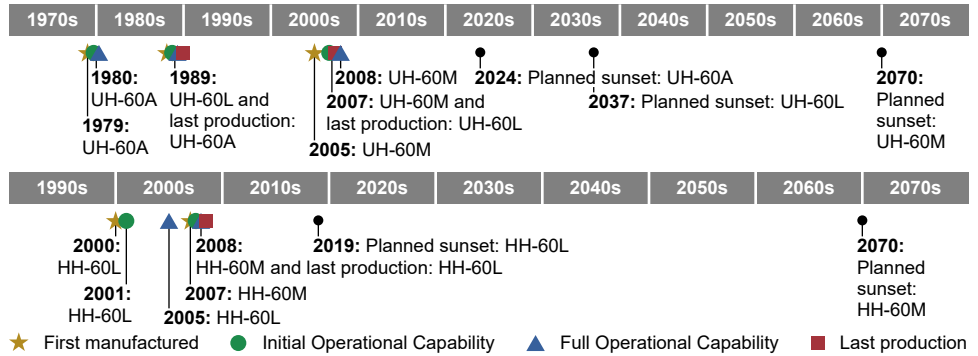 1970s 1980s 1990s 2000s 2010s 2020s 2030s 2040s 2050s 2060s 2070s
1980:
UH-60A
1979:
UH-60A
1989:
UH-60L and
last production:
UH-60A
2008: UH-60M
2007: UH-60M and
last production: UH-60L
2005: UH-60M
2024: Planned sunset: UH-60A
2037: Planned sunset: UH-60L
2070:
Planned
sunset:
UH-60M
1990s 2000s 2010s 2020s 2030s 2040s 2050s 2060s 2070s
2000:
HH-60L
2001:
HH-60L
2008:
HH-60M and last production: HH-60L
2007: HH-60M
2005: HH-60L
2019: Planned sunset: HH-60L
2070:
Planned
sunset:
HH-60M
First manufactured Initial Operational Capability Full Operational Capability Last production